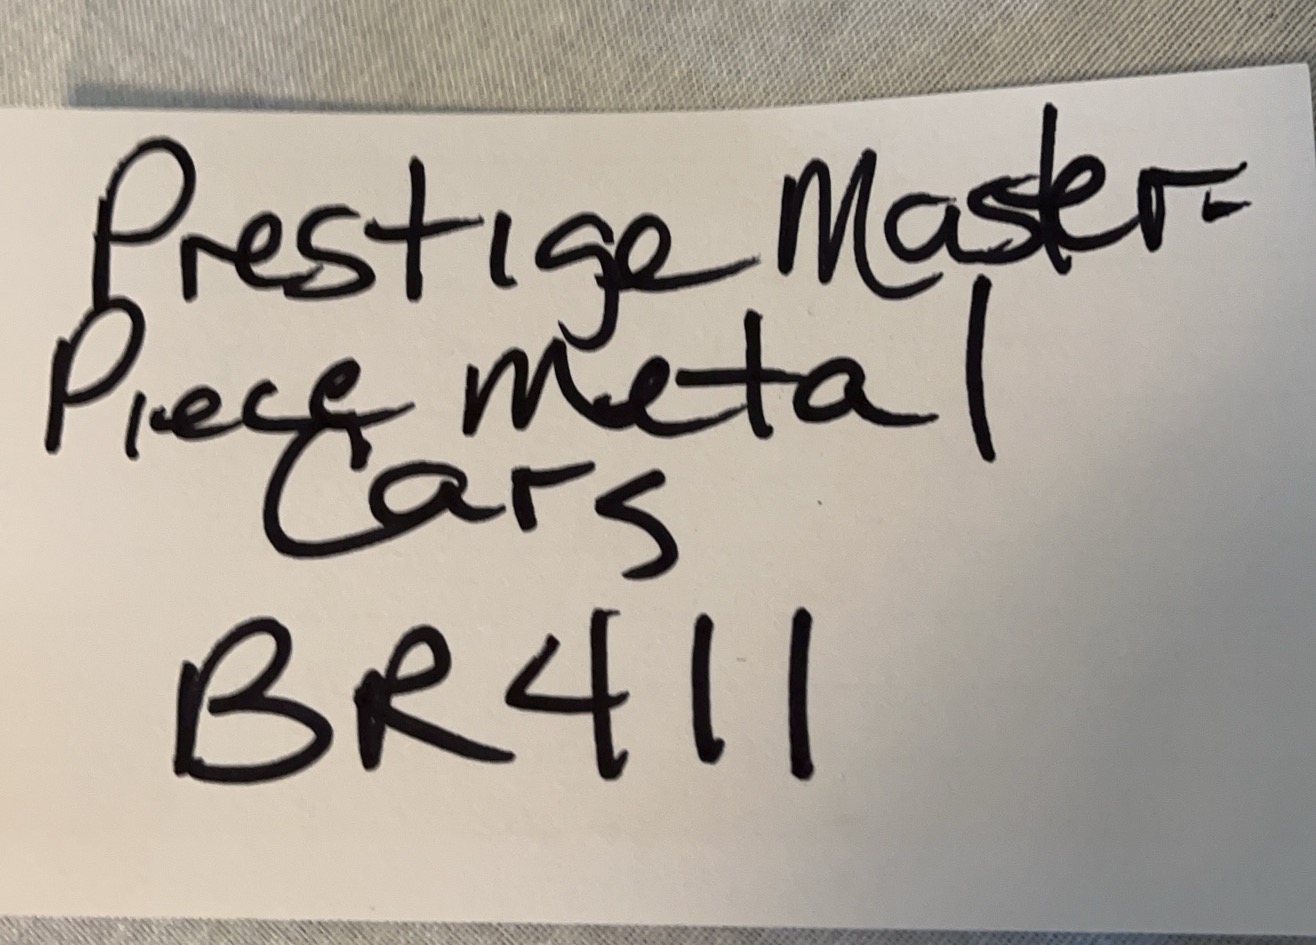 Prestige Master-
Piece Metal
Cars
BR411